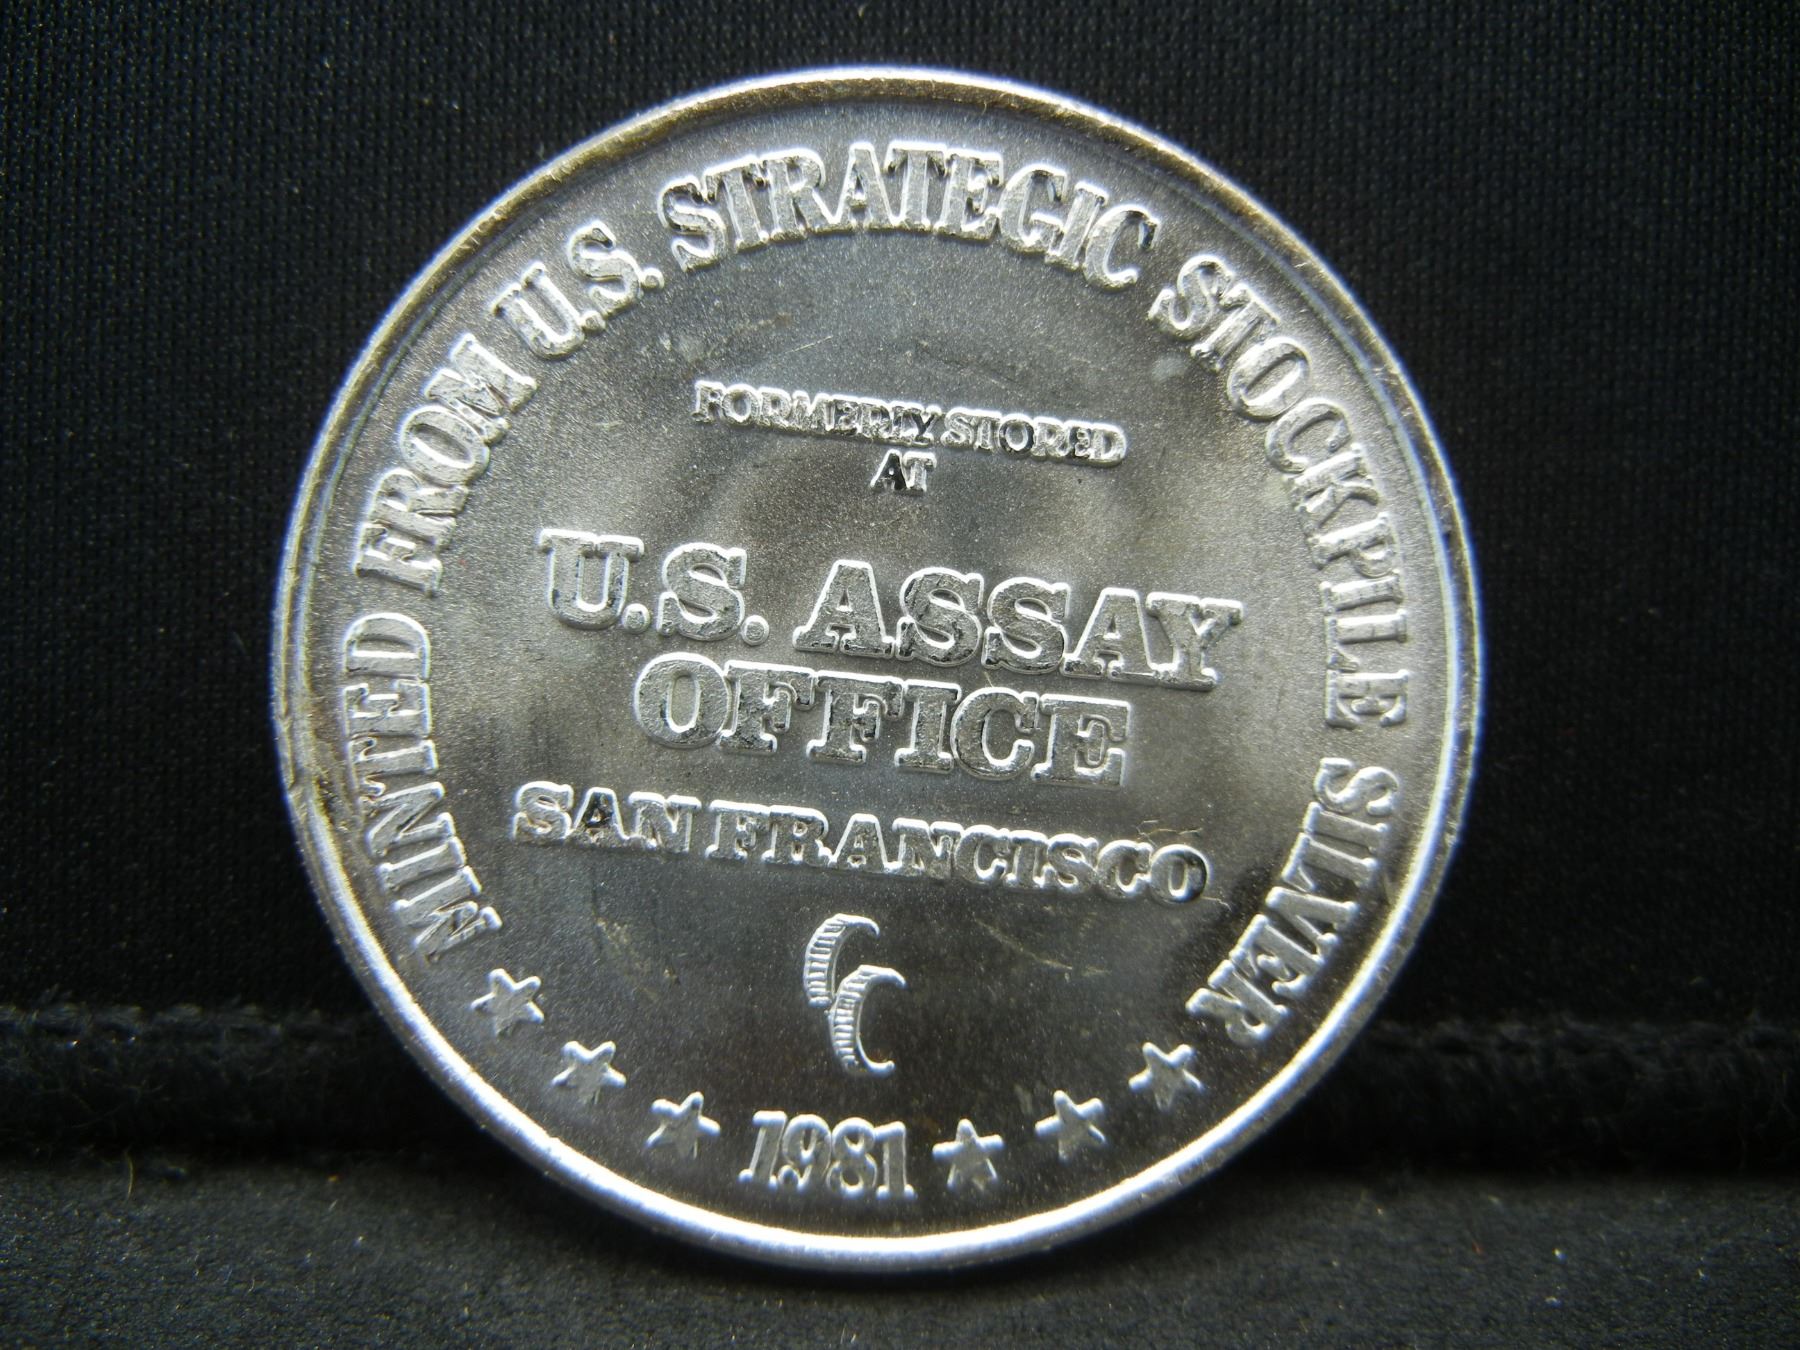 MINTED FROM U.S. STRATEGIC STOCKPILE SILVER
FORMERLY STORED
AT
U.S. ASSAY
OFFICE
SAN FRANCISCO
1981